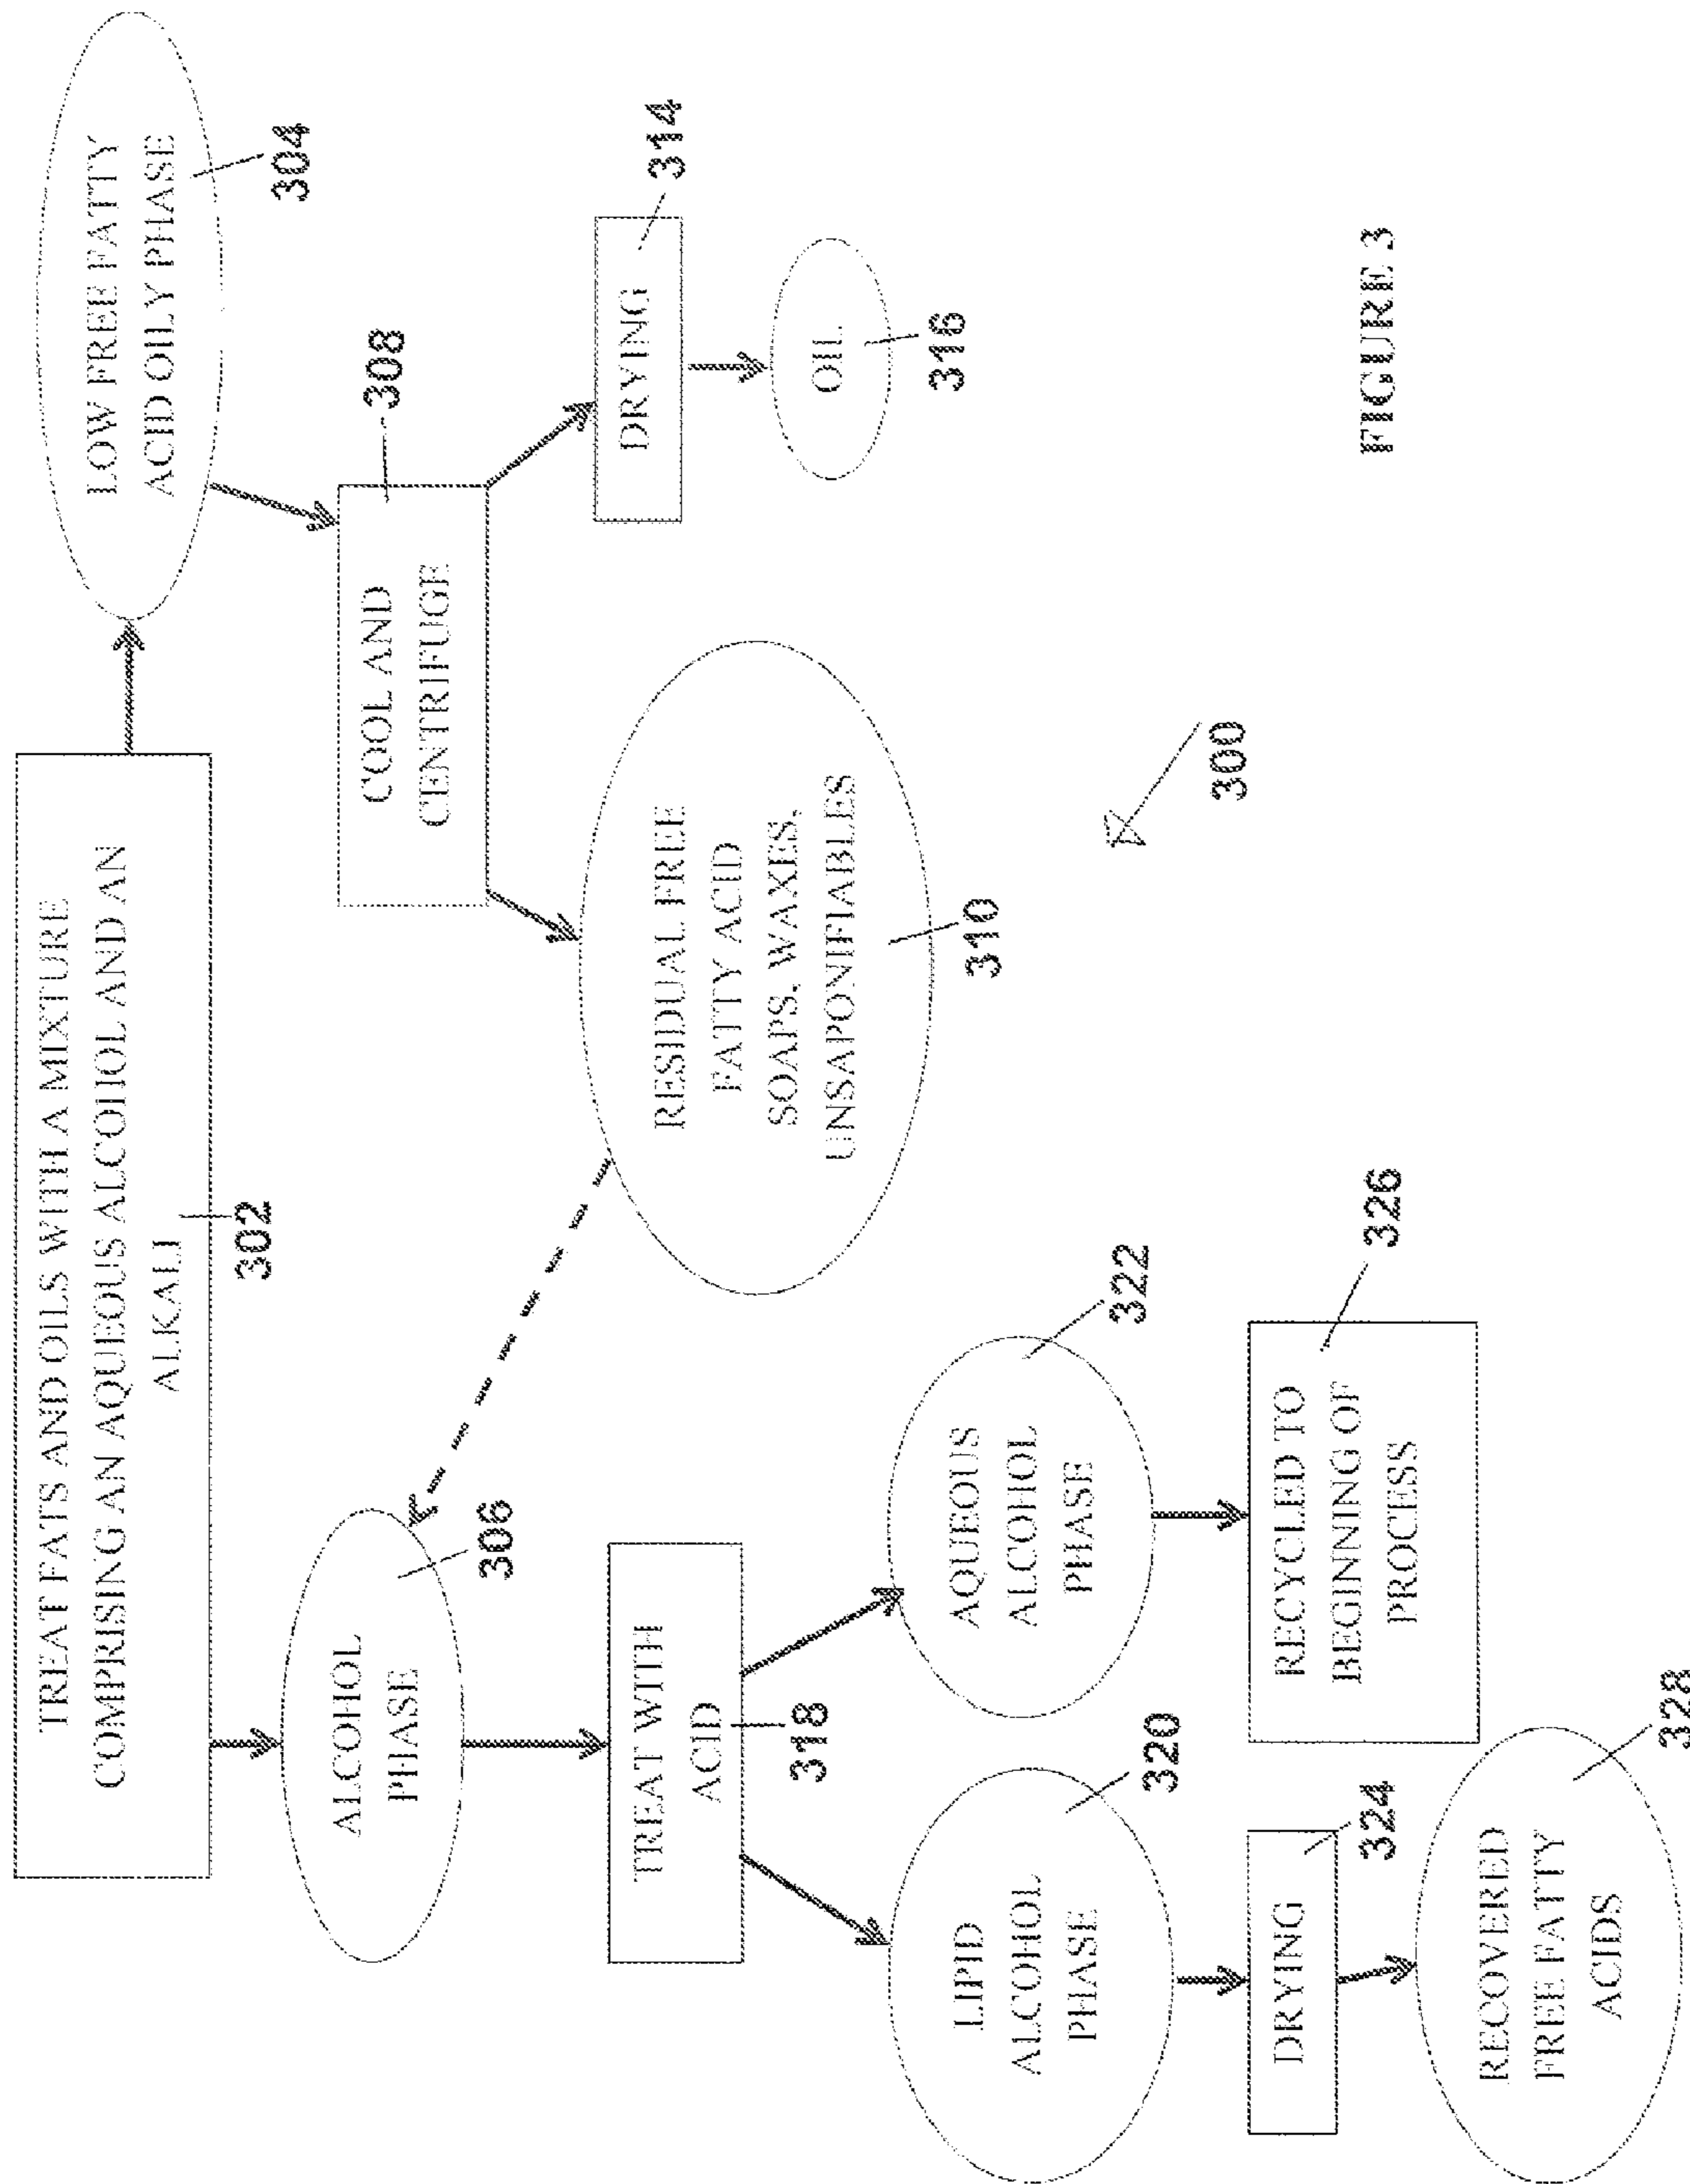 TREAT FATS AND OILS WITH A MIXTURE
COMPRISING AN AQUEOUS ALCOHOL AND AN
ALKALI
302
LOW FREE FATTY
ACID OILY PHASE
304
ALCOHOL
PHASE
306
COOL AND
CENTRIFUGE
308
TREAT WITH
ACID
318
RESIDUAL FREE
FATTY ACID
SOAPS, WAXES,
UNSAPONIFIABLES
310
DRYING
314
OIL
316
LIPID
ALCOHOL
PHASE
320
AQUEOUS
ALCOHOL
PHASE
322
DRYING
324
RECYCLED TO
BEGINNING OF
PROCESS
326
RECOVERED
FREE FATTY
ACIDS
328
300
FIGURE 3